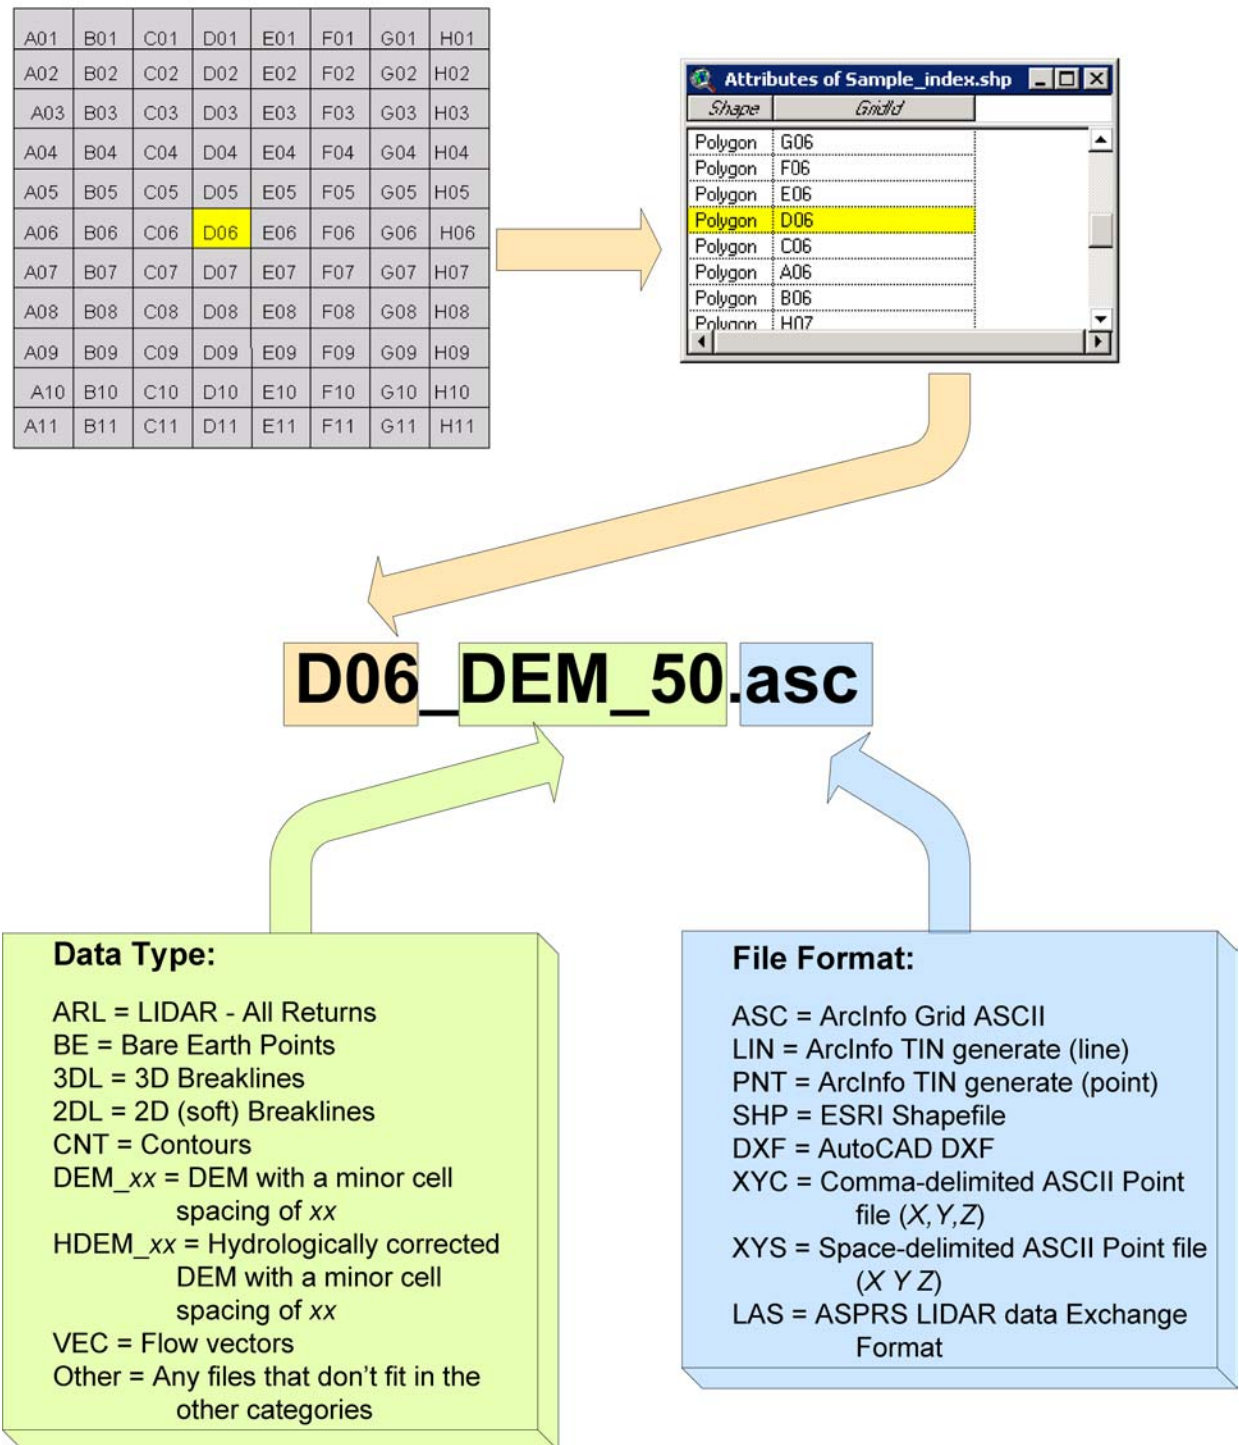 A01 B01 C01 D01 E01 F01 G01 H01
A02 B02 C02 D02 E02 F02 G02 H02
A03 B03 C03 D03 E03 F03 G03 H03
A04 B04 C04 D04 E04 F04 G04 H04
A05 B05 C05 D05 E05 F05 G05 H05
A06 B06 C06 D06 E06 F06 G06 H06
A07 B07 C07 D07 E07 F07 G07 H07
A08 B08 C08 D08 E08 F08 G08 H08
A09 B09 C09 D09 E09 F09 G09 H09
A10 B10 C10 D10 E10 F10 G10 H10
A11 B11 C11 D11 E11 F11 G11 H11
Attributes of Sample_index.shp
Shape GridId
Polygon G06
Polygon F06
Polygon E06
Polygon D06
Polygon C06
Polygon A06
Polygon B06
Polygon H07
D06_DEM_50.asc
Data Type:
ARL = LIDAR - All Returns
BE = Bare Earth Points
3DL = 3D Breaklines
2DL = 2D (soft) Breaklines
CNT = Contours
DEM_xx = DEM with a minor cell
spacing of xx
HDEM_xx = Hydrologically corrected
DEM with a minor cell
spacing of xx
VEC = Flow vectors
Other = Any files that don't fit in the
other categories
File Format:
ASC = ArcInfo Grid ASCII
LIN = ArcInfo TIN generate (line)
PNT = ArcInfo TIN generate (point)
SHP = ESRI Shapefile
DXF = AutoCAD DXF
XYC = Comma-delimited ASCII Point
file (X,Y,Z)
XYS = Space-delimited ASCII Point file
(X Y Z)
LAS = ASPRS LIDAR data Exchange
Format